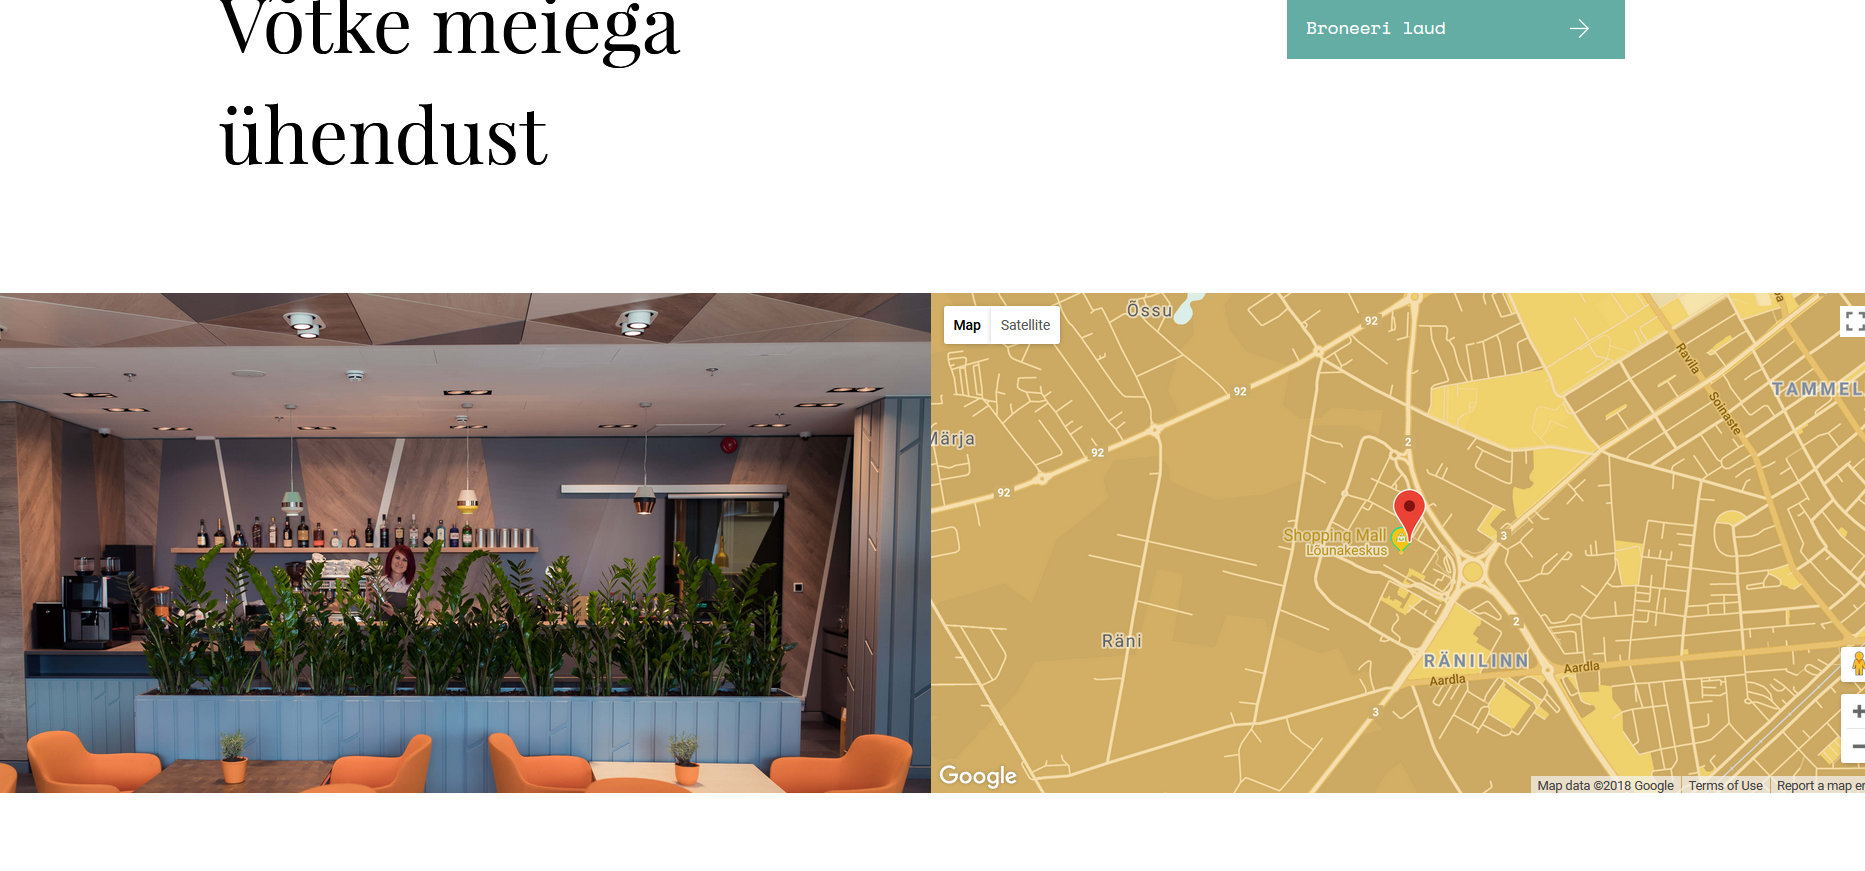 Võtke meiega
ühendust
Broneeri laud
Map
Satellite
Õssu
92
Ravila
TAMMEL
92
Soinaste
Märja
2
92
92
Shopping Mall
Lõunakeskus
3
2
Räni
RÄNILINN
Aardla
Aardla
3
Google
Map data ©2018 Google
Terms of Use
Report a map er